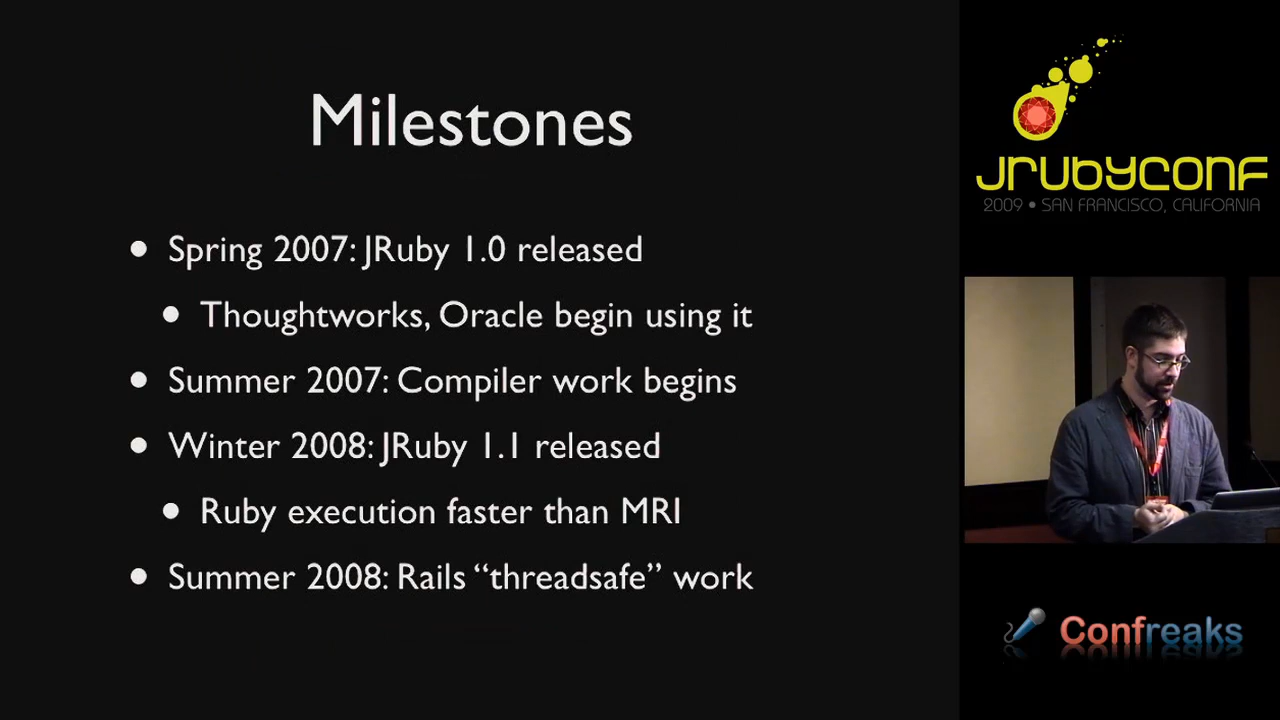 Milestones
• Spring 2007: JRuby 1.0 released
• Thoughtworks, Oracle begin using it
• Summer 2007: Compiler work begins
• Winter 2008: JRuby 1.1 released
• Ruby execution faster than MRI
• Summer 2008: Rails “threadsafe” work
JRUBYCONF
2009 • SAN FRANCISCO, CALIFORNIA
Confreaks